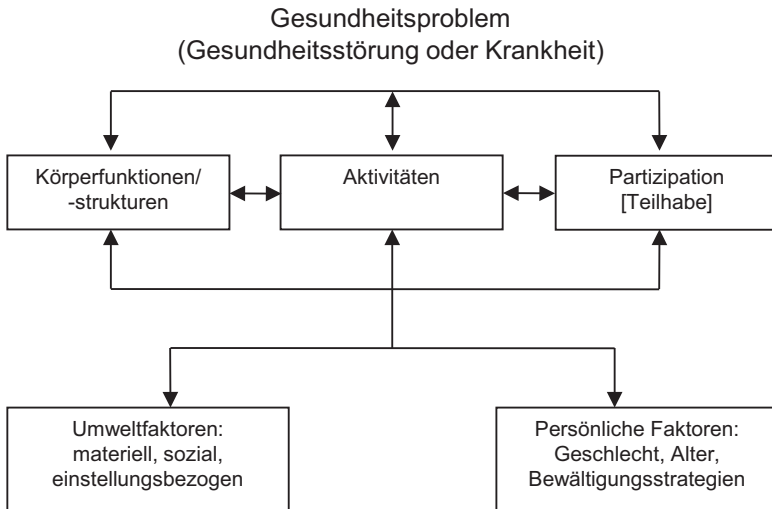 Gesundheitsproblem
(Gesundheitsstörung oder Krankheit)
Körperfunktionen/
-strukturen
Aktivitäten
Partizipation
[Teilhabe]
Umweltfaktoren:
materiell, sozial,
einstellungsbezogen
Persönliche Faktoren:
Geschlecht, Alter,
Bewältigungsstrategien